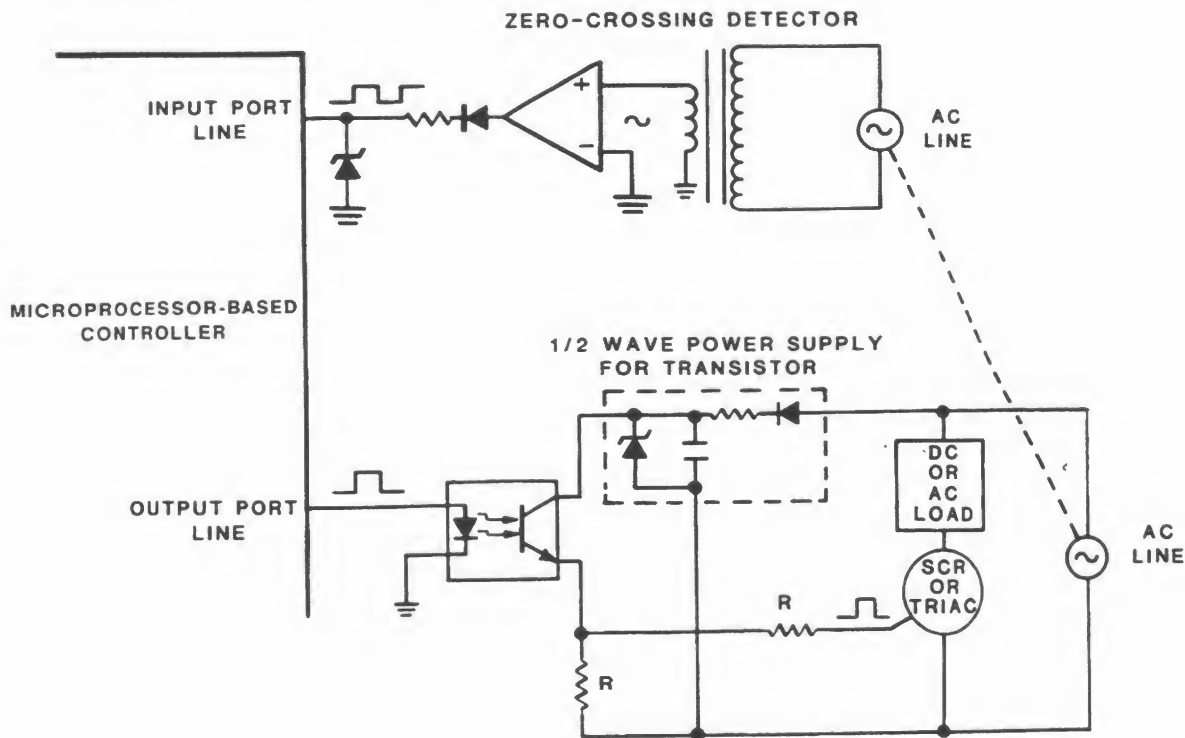 ZERO-CROSSING DETECTOR
INPUT PORT
LINE
+
−
AC
LINE
MICROPROCESSOR-BASED
CONTROLLER
1/2 WAVE POWER SUPPLY
FOR TRANSISTOR
OUTPUT PORT
LINE
DC
OR
AC
LOAD
SCR
OR
TRIAC
AC
LINE
R
R